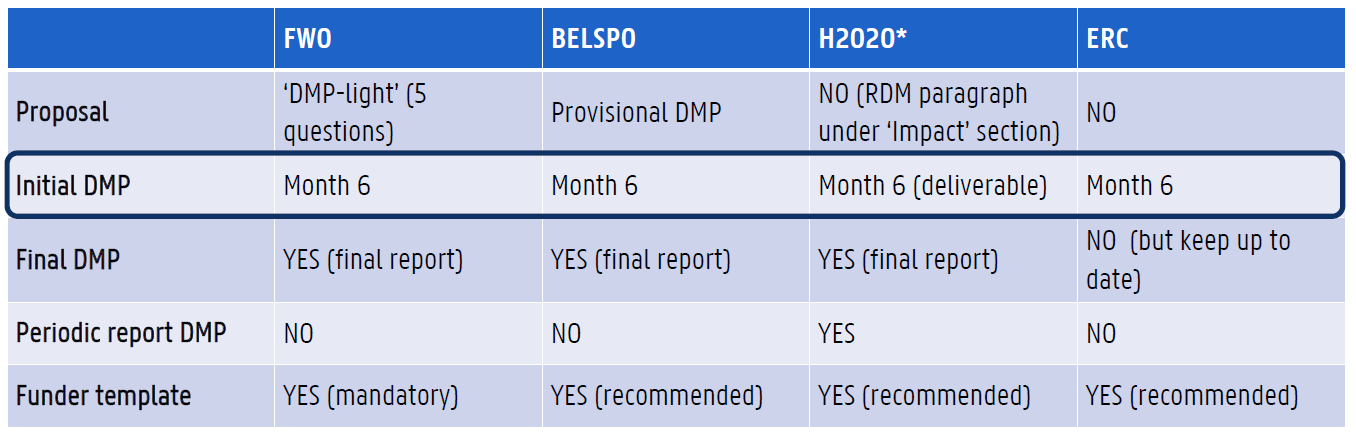 FWO BELSPO H2020* ERC
Proposal ‘DMP-light’ (5 questions) Provisional DMP NO (RDM paragraph under ‘Impact’ section) NO
Initial DMP Month 6 Month 6 Month 6 (deliverable) Month 6
Final DMP YES (final report) YES (final report) YES (final report) NO (but keep up to date)
Periodic report DMP NO NO YES NO
Funder template YES (mandatory) YES (recommended) YES (recommended) YES (recommended)